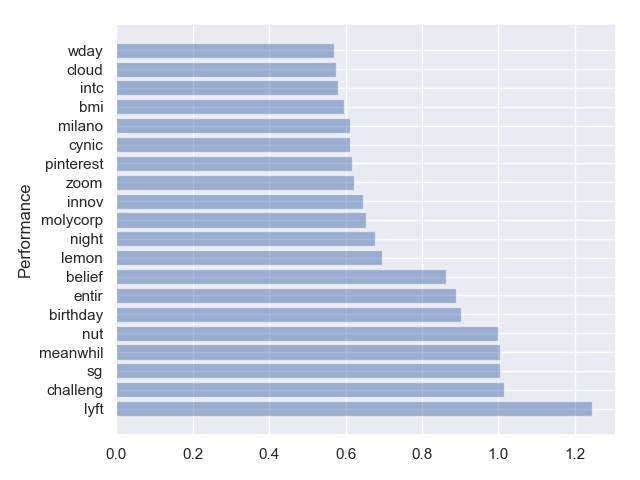 Performance
wday
cloud
intc
bmi
milano
cynic
pinterest
zoom
innov
molycorp
night
lemon
belief
entir
birthday
nut
meanwhil
sg
challeng
lyft
0.0 0.2 0.4 0.6 0.8 1.0 1.2